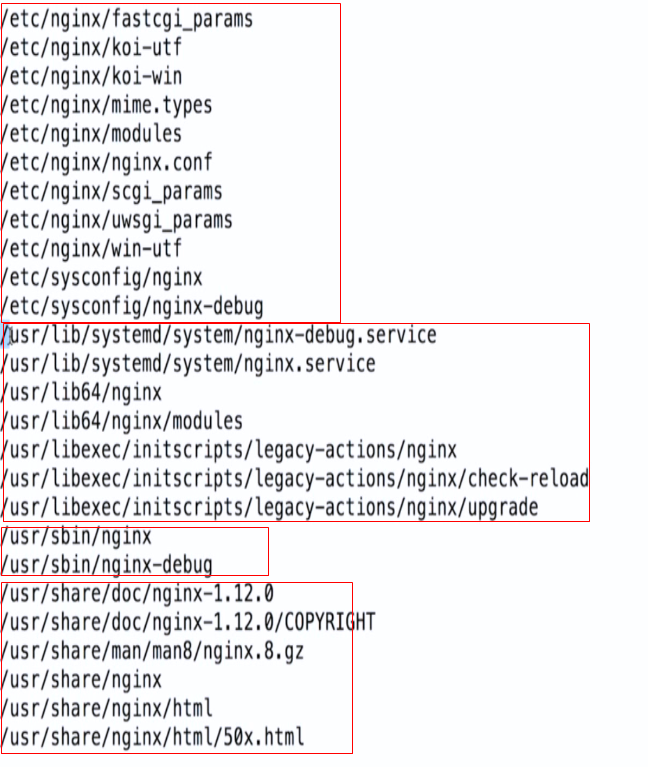 /etc/nginx/fastcgi_params
/etc/nginx/koi-utf
/etc/nginx/koi-win
/etc/nginx/mime.types
/etc/nginx/modules
/etc/nginx/nginx.conf
/etc/nginx/scgi_params
/etc/nginx/uwsgi_params
/etc/nginx/win-utf
/etc/sysconfig/nginx
/etc/sysconfig/nginx-debug
/usr/lib/systemd/system/nginx-debug.service
/usr/lib/systemd/system/nginx.service
/usr/lib64/nginx
/usr/lib64/nginx/modules
/usr/libexec/initscripts/legacy-actions/nginx
/usr/libexec/initscripts/legacy-actions/nginx/check-reload
/usr/libexec/initscripts/legacy-actions/nginx/upgrade
/usr/sbin/nginx
/usr/sbin/nginx-debug
/usr/share/doc/nginx-1.12.0
/usr/share/doc/nginx-1.12.0/COPYRIGHT
/usr/share/man/man8/nginx.8.gz
/usr/share/nginx
/usr/share/nginx/html
/usr/share/nginx/html/50x.html